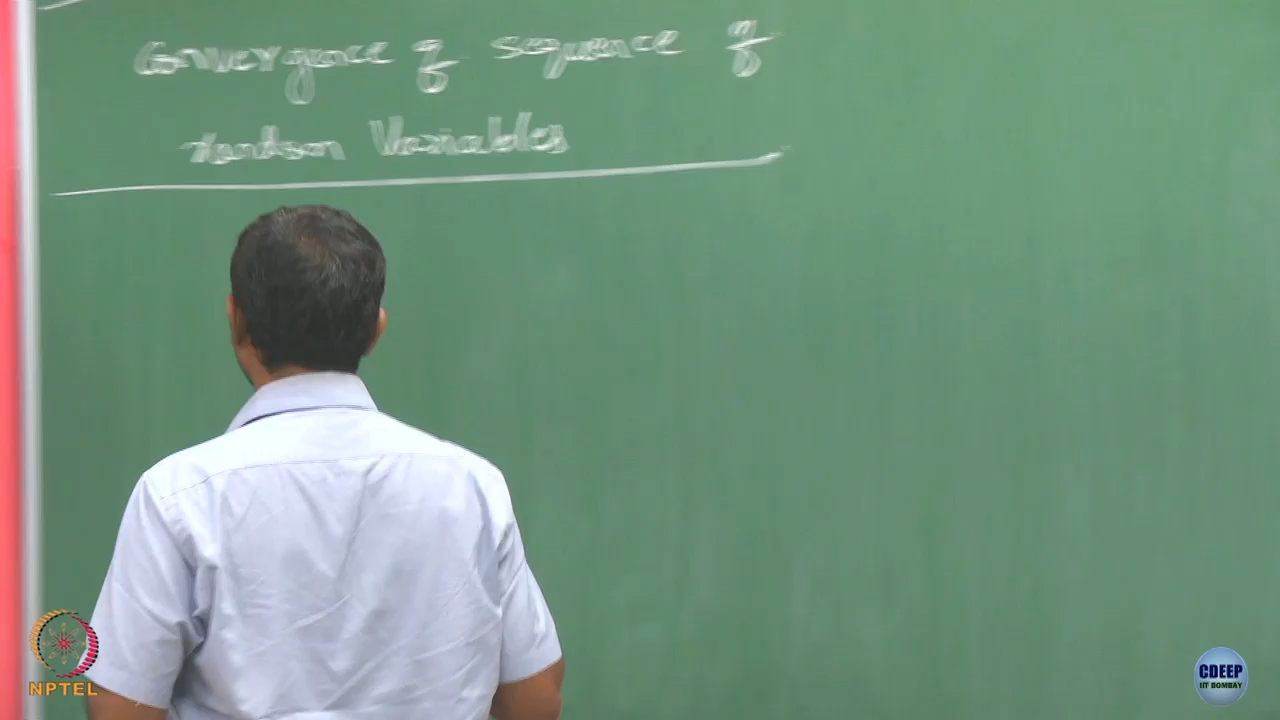 Convergence of sequence of
random Variables
NPTEL
CDEEP
IIT BOMBAY